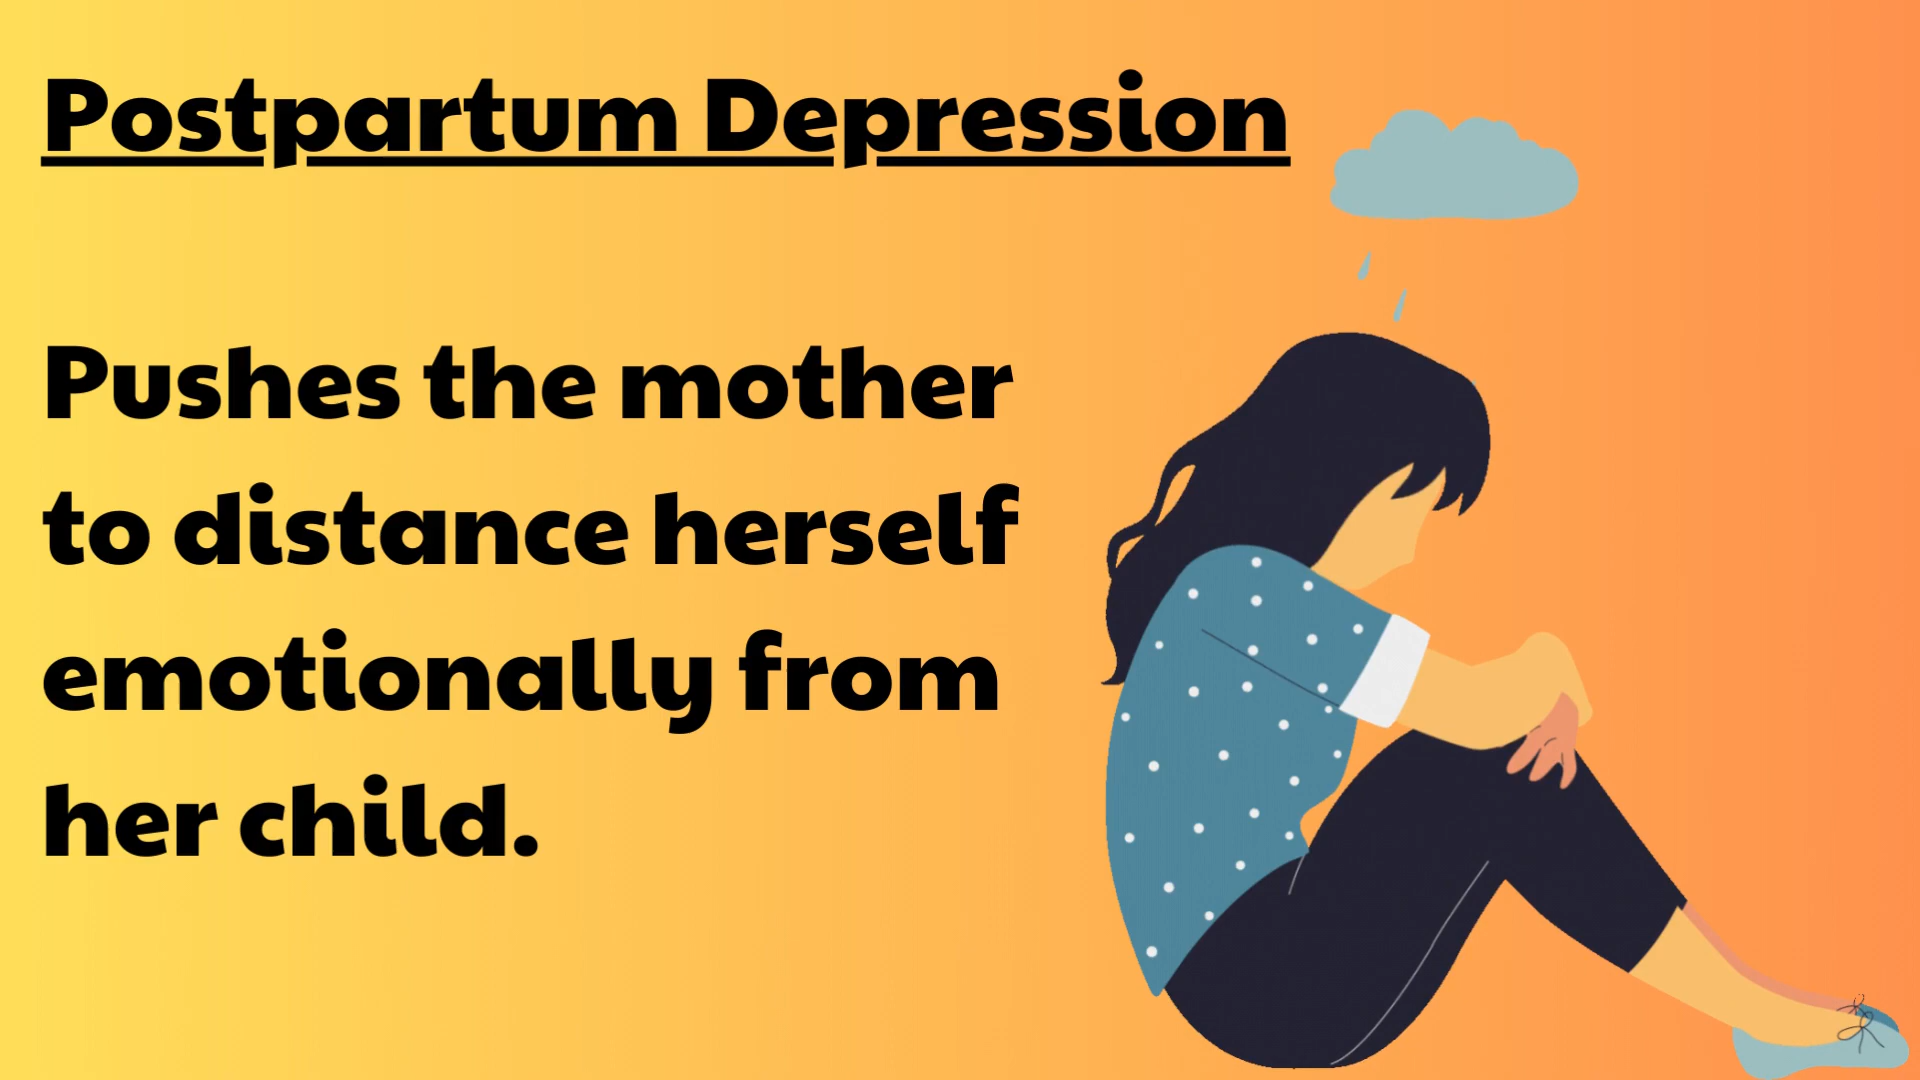 Postpartum Depression
Pushes the mother
to distance herself
emotionally from
her child.